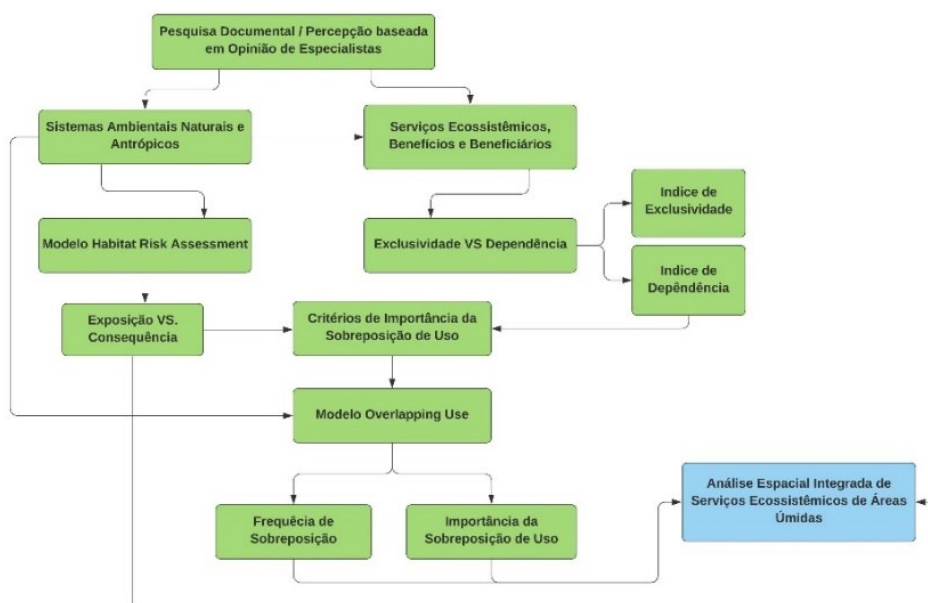 Pesquisa Documental / Percepção baseada
em Opinião de Especialistas
Sistemas Ambientais Naturais e
Antrópicos
Serviços Ecossistêmicos,
Benefícios e Beneficiários
Indice de
Exclusividade
Modelo Habitat Risk Assessment
Exclusividade VS Dependência
Indice de
Depêndência
Exposição VS.
Consequência
Critérios de Importância da
Sobreposição de Uso
Modelo Overlapping Use
Frequêcia de
Sobreposição
Importância da
Sobreposição de Uso
Análise Espacial Integrada de
Serviços Ecossistêmicos de Áreas
Úmidas